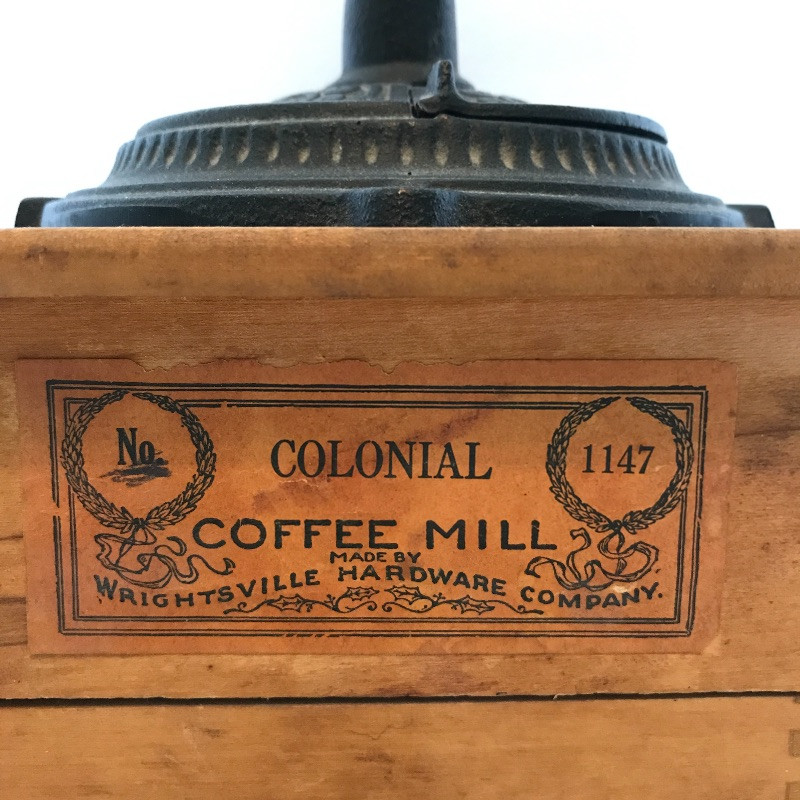 No. COLONIAL 1147
COFFEE MILL
MADE BY
WRIGHTSVILLE HARDWARE COMPANY.